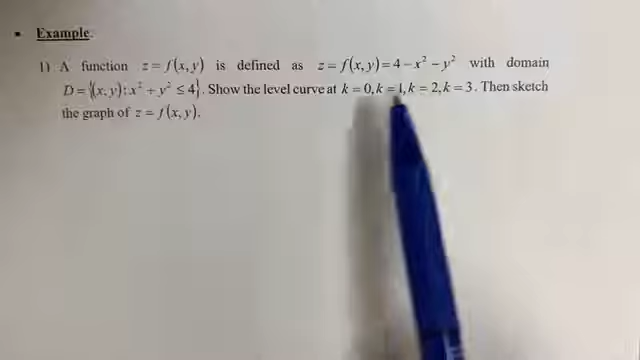 ▪ Example.
1) A function z = f(x, y) is defined as z = f(x, y) = 4 − x² − y² with domain
D = {(x, y): x² + y² ≤ 4}. Show the level curve at k = 0, k = 1, k = 2, k = 3. Then sketch
the graph of z = f(x, y).